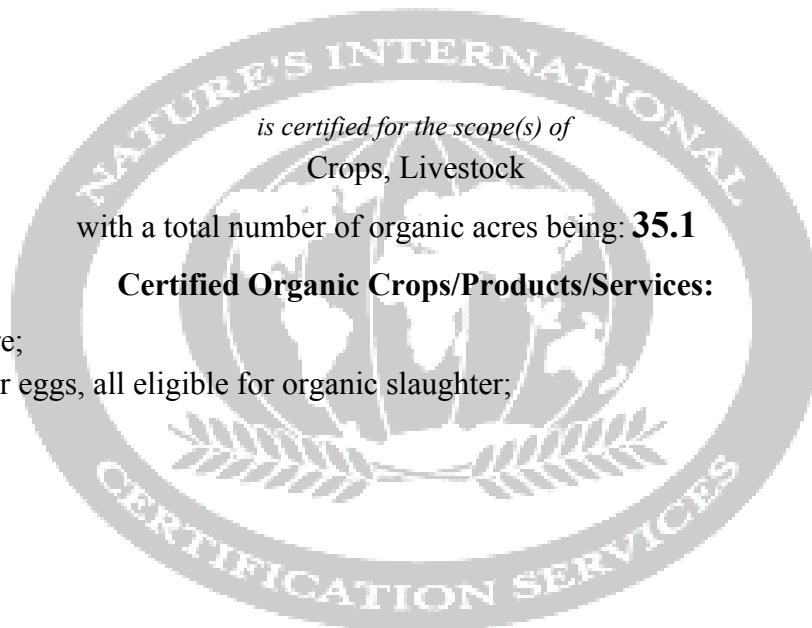 NATURE'S INTERNATIONAL
is certified for the scope(s) of
Crops, Livestock
with a total number of organic acres being: 35.1
Certified Organic Crops/Products/Services:
e;
r eggs, all eligible for organic slaughter;
CERTIFICATION SERVICES